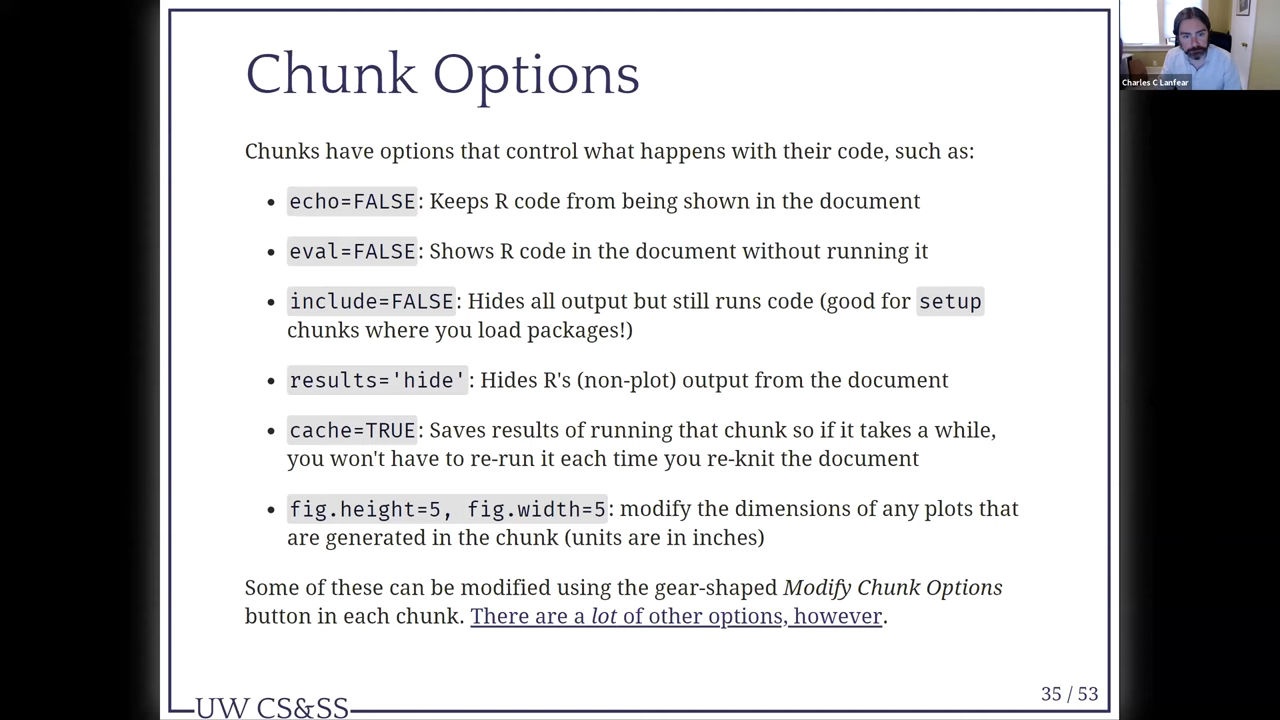 Chunk Options
Charles C Lanfear
Chunks have options that control what happens with their code, such as:
• echo=FALSE: Keeps R code from being shown in the document
• eval=FALSE: Shows R code in the document without running it
• include=FALSE: Hides all output but still runs code (good for setup
chunks where you load packages!)
• results='hide': Hides R's (non-plot) output from the document
• cache=TRUE: Saves results of running that chunk so if it takes a while,
you won't have to re-run it each time you re-knit the document
• fig.height=5, fig.width=5: modify the dimensions of any plots that
are generated in the chunk (units are in inches)
Some of these can be modified using the gear-shaped Modify Chunk Options
button in each chunk. There are a lot of other options, however.
35 / 53
UW CS&SS